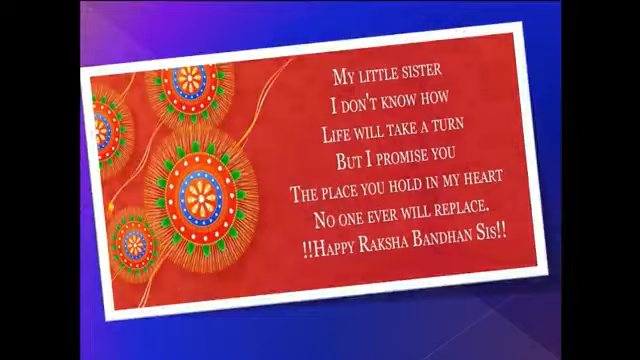 My little sister
I don't know how
Life will take a turn
But I promise you
The place you hold in my heart
No one ever will replace.
!!Happy Raksha Bandhan Sis!!